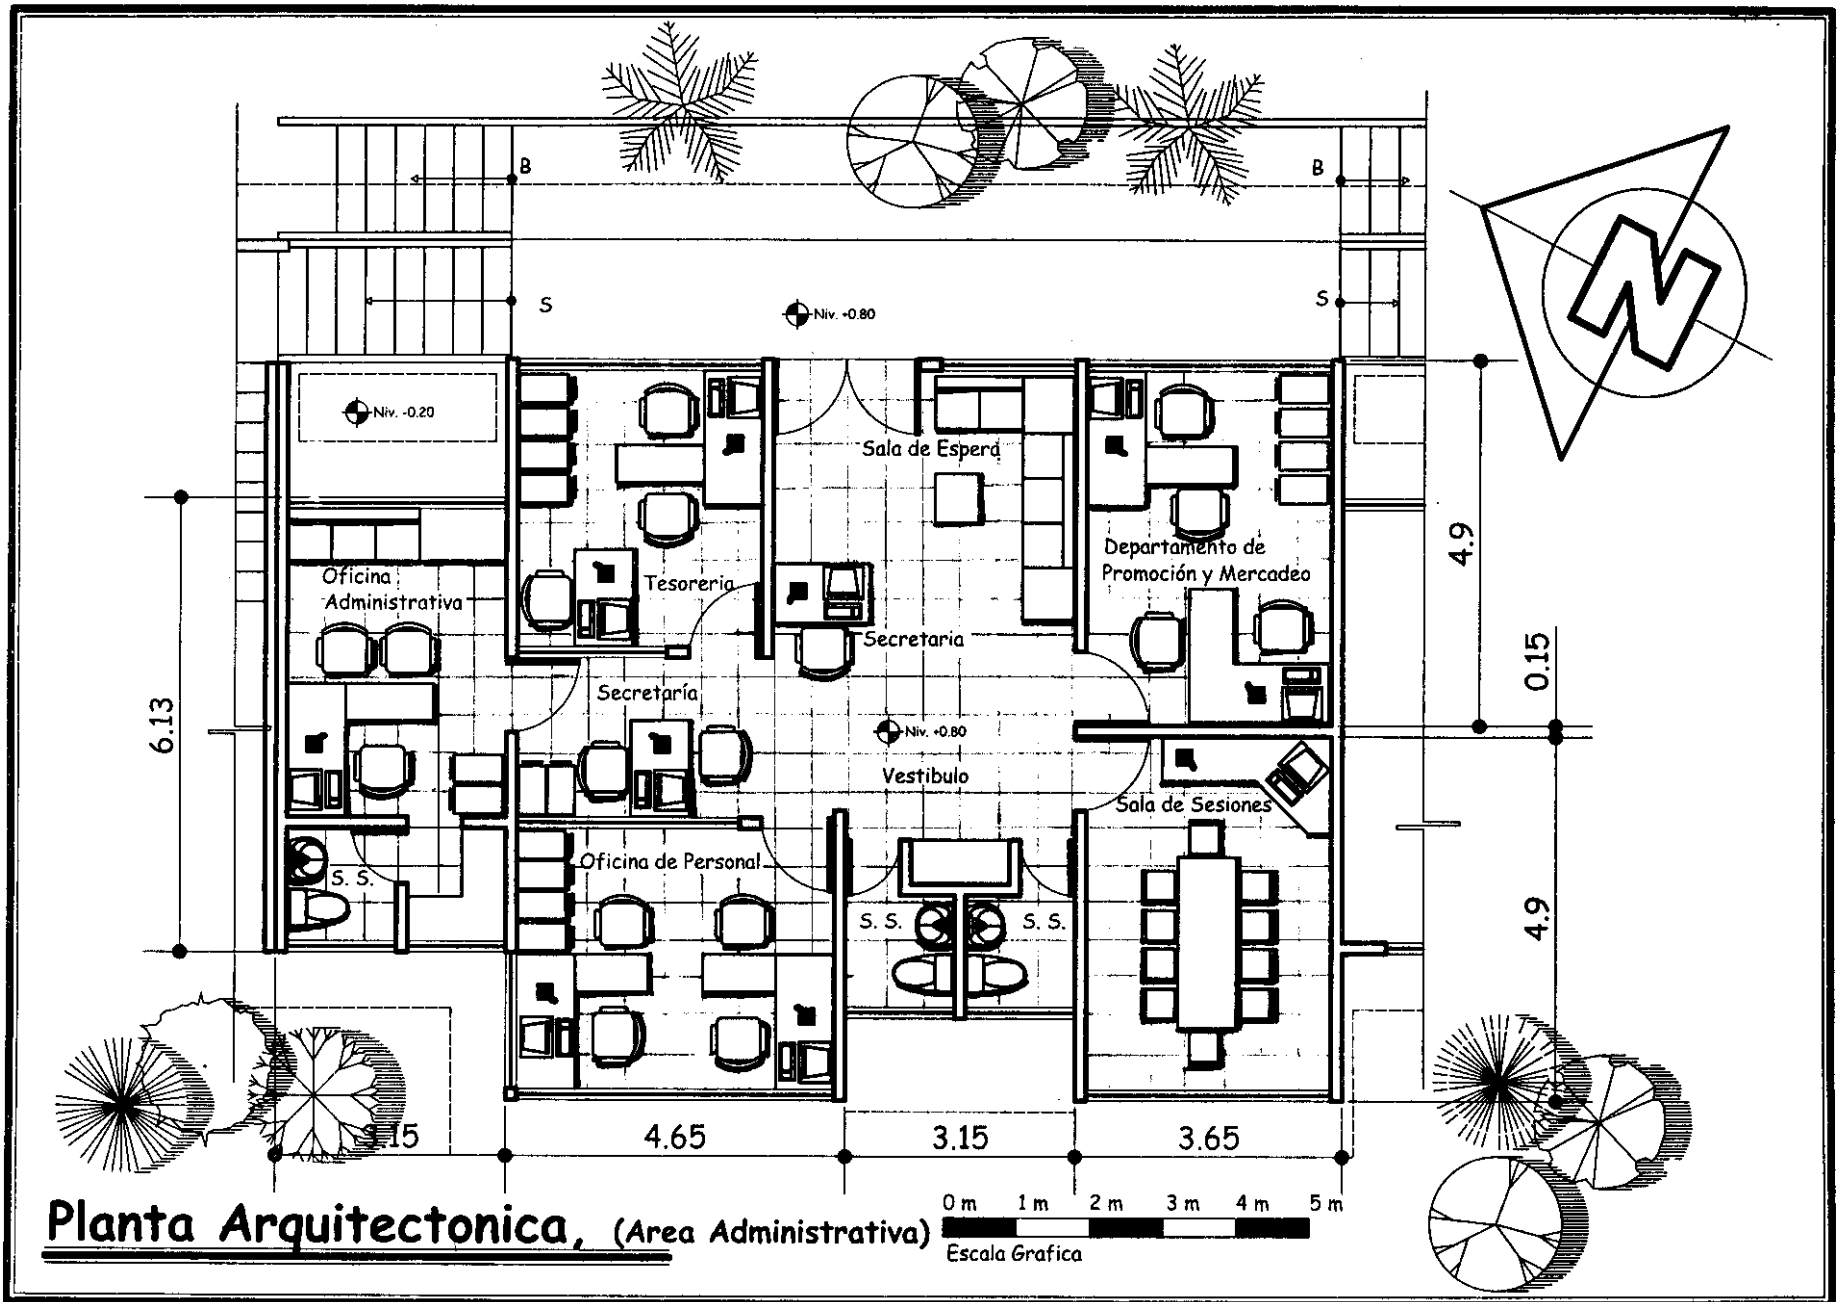 B
B
S
S
N
Niv. +0.80
Niv. -0.20
Sala de Espera
4.9
Oficina
Administrativa
Tesoreria
Departamento de
Promoción y Mercadeo
Secretaria
0.15
Secretaría
6.13
Niv. +0.80
Vestibulo
Sala de Sesiones
Oficina de Personal
S. S.
S. S.
S. S.
4.9
3.15
4.65
3.15
3.65
Planta Arquitectonica, (Area Administrativa)
0 m 1 m 2 m 3 m 4 m 5 m
Escala Grafica